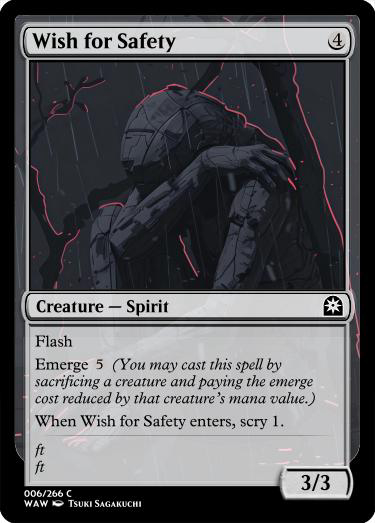 Wish for Safety 4
Creature — Spirit
Flash
Emerge 5 (You may cast this spell by
sacrificing a creature and paying the emerge
cost reduced by that creature's mana value.)
When Wish for Safety enters, scry 1.
ft
ft
3/3
006/266 C
WAW Tsuki Sagakuchi